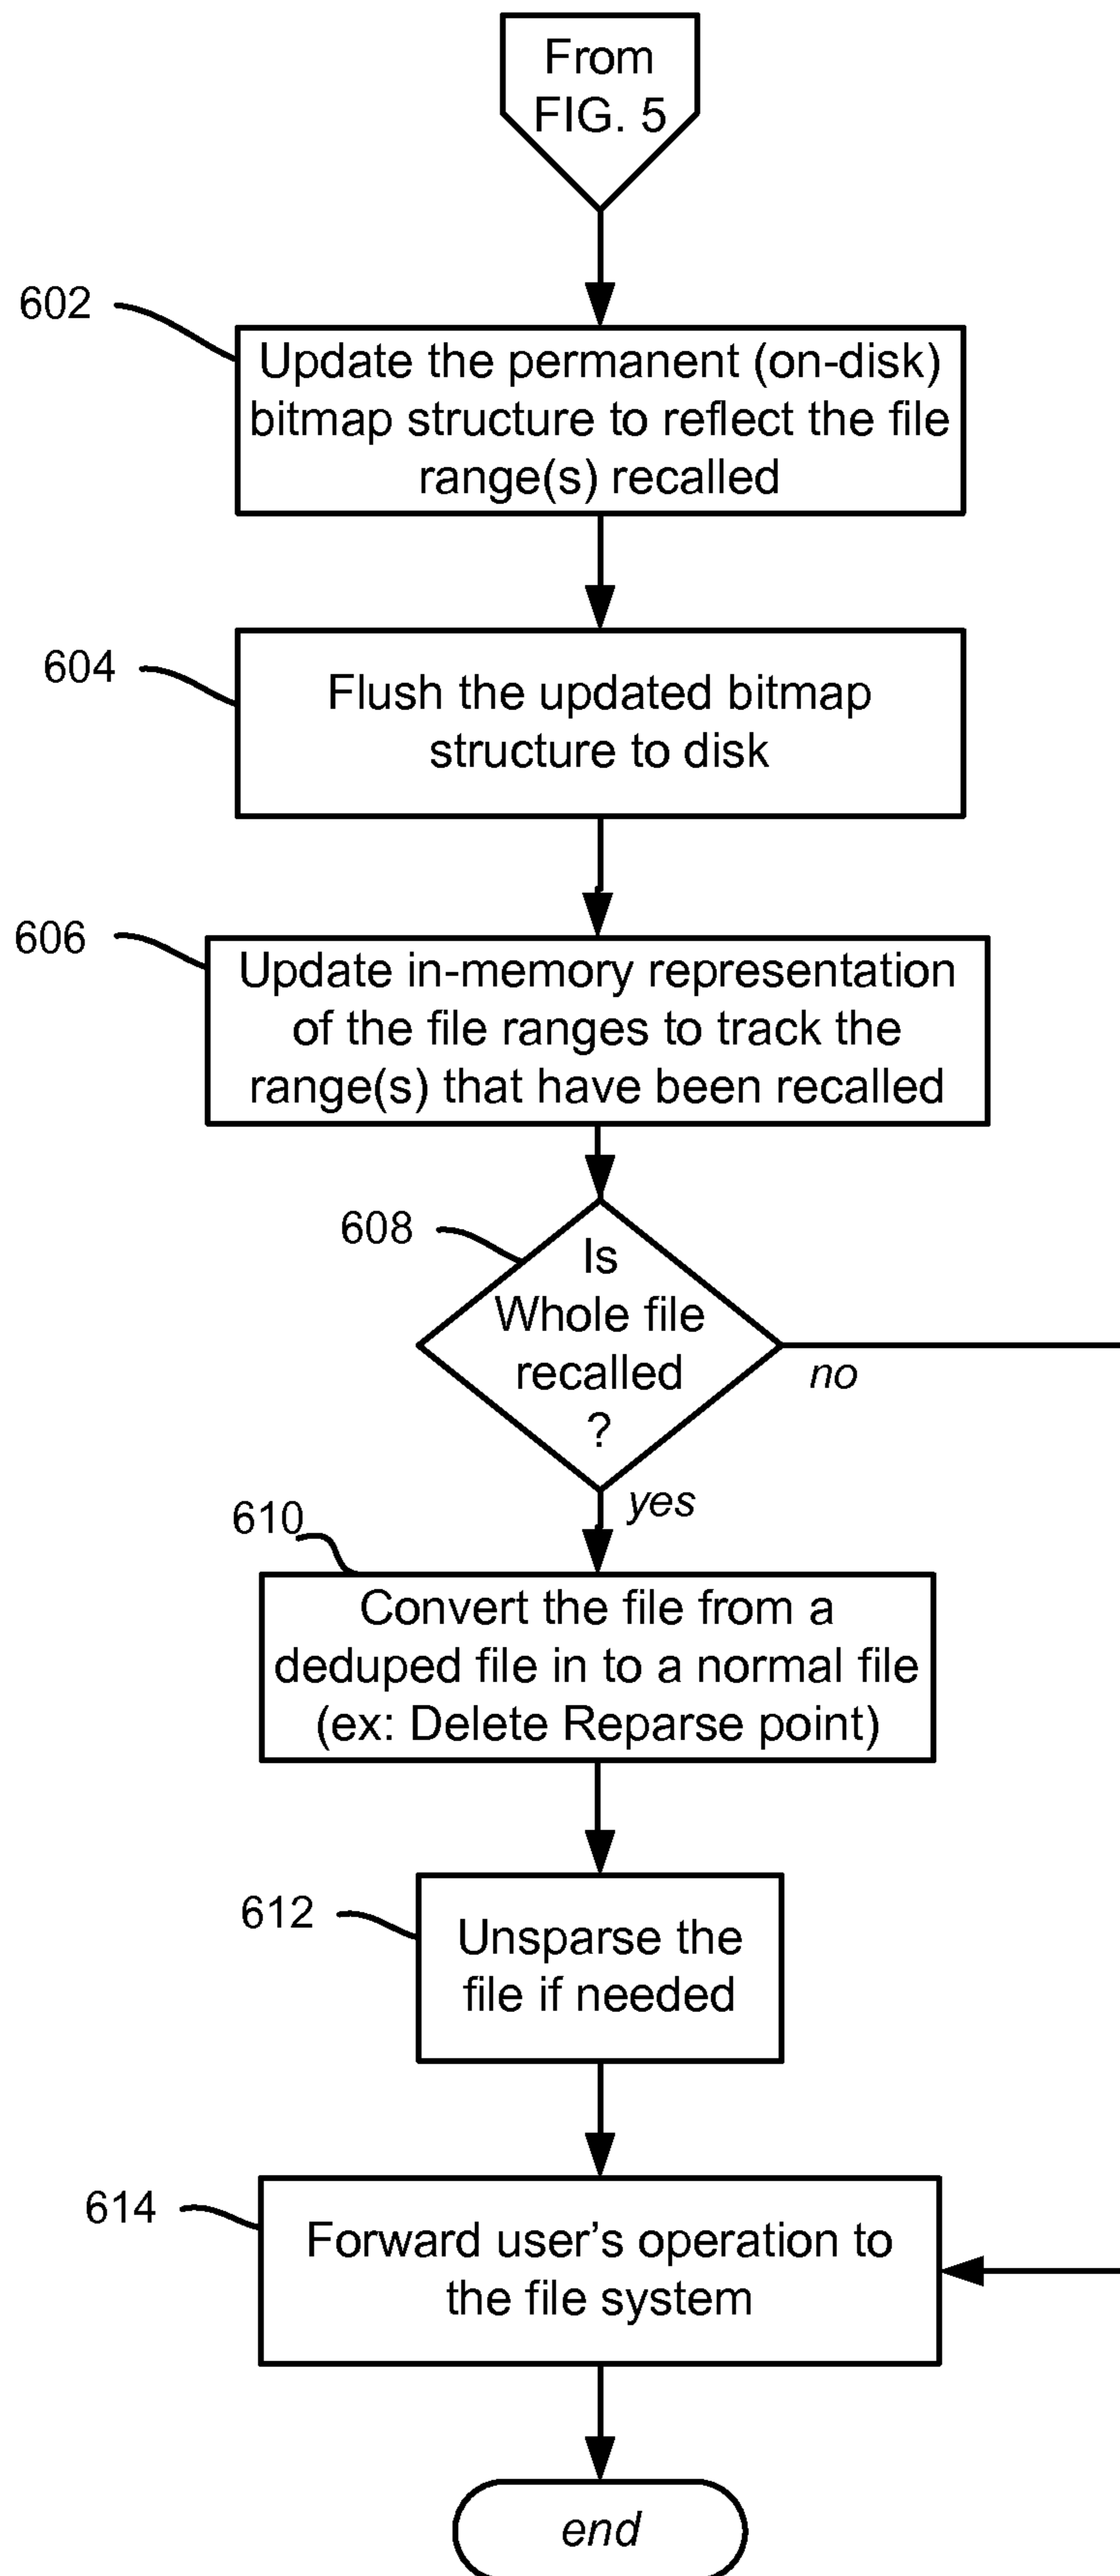 From
FIG. 5
602
Update the permanent (on-disk)
bitmap structure to reflect the file
range(s) recalled
604
Flush the updated bitmap
structure to disk
606
Update in-memory representation
of the file ranges to track the
range(s) that have been recalled
608
Is
Whole file
recalled
?
no
yes
610
Convert the file from a
deduped file in to a normal file
(ex: Delete Reparse point)
612
Unsparse the
file if needed
614
Forward user's operation to
the file system
end